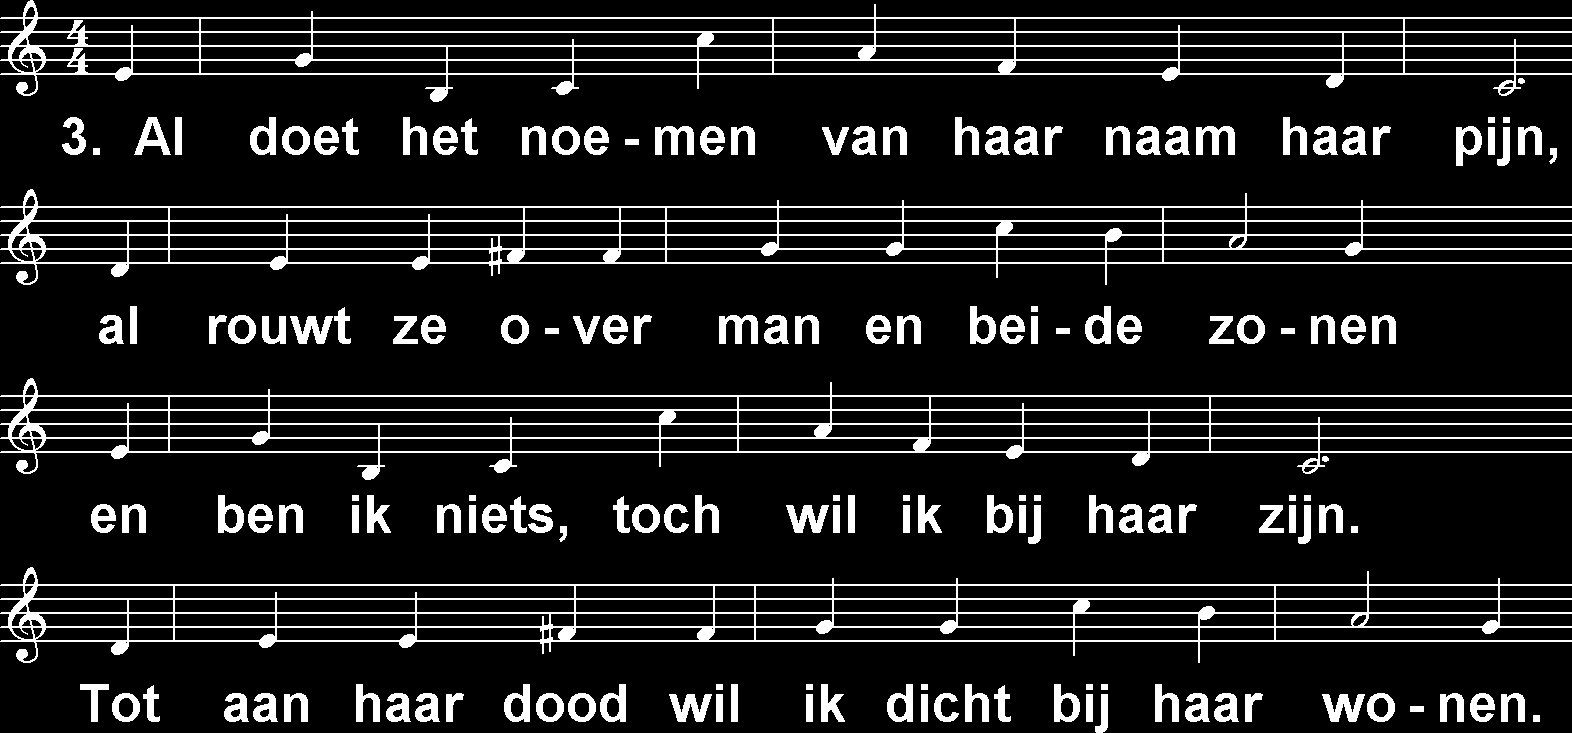 3. Al doet het noe - men van haar naam haar pijn,
al rouwt ze o - ver man en bei - de zo - nen
en ben ik niets, toch wil ik bij haar zijn.
Tot aan haar dood wil ik dicht bij haar wo - nen.